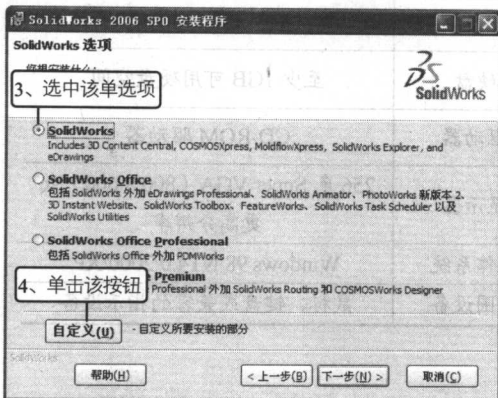 SolidWorks 2006 SP0 安装程序
SolidWorks 选项
3、选中该单选项
SolidWorks
SolidWorks
Includes 3D Content Central, COSMOSXpress, MoldflowXpress, SolidWorks Explorer, and
eDrawings
SolidWorks Office
包括 SolidWorks 外加 eDrawings Professional、SolidWorks Animator、PhotoWorks 新版本 2、
3D Instant Website、SolidWorks Toolbox、FeatureWorks、SolidWorks Task Scheduler 以及
SolidWorks Utilities
SolidWorks Office Professional
包括 SolidWorks Office 外加 PDMWorks
Premium
4、单击该按钮
Professional 外加 SolidWorks Routing 和 COSMOSWorks Designer
自定义(U) - 自定义所要安装的部分
SolidWorks
帮助(H) < 上一步(B) 下一步(N) > 取消(C)